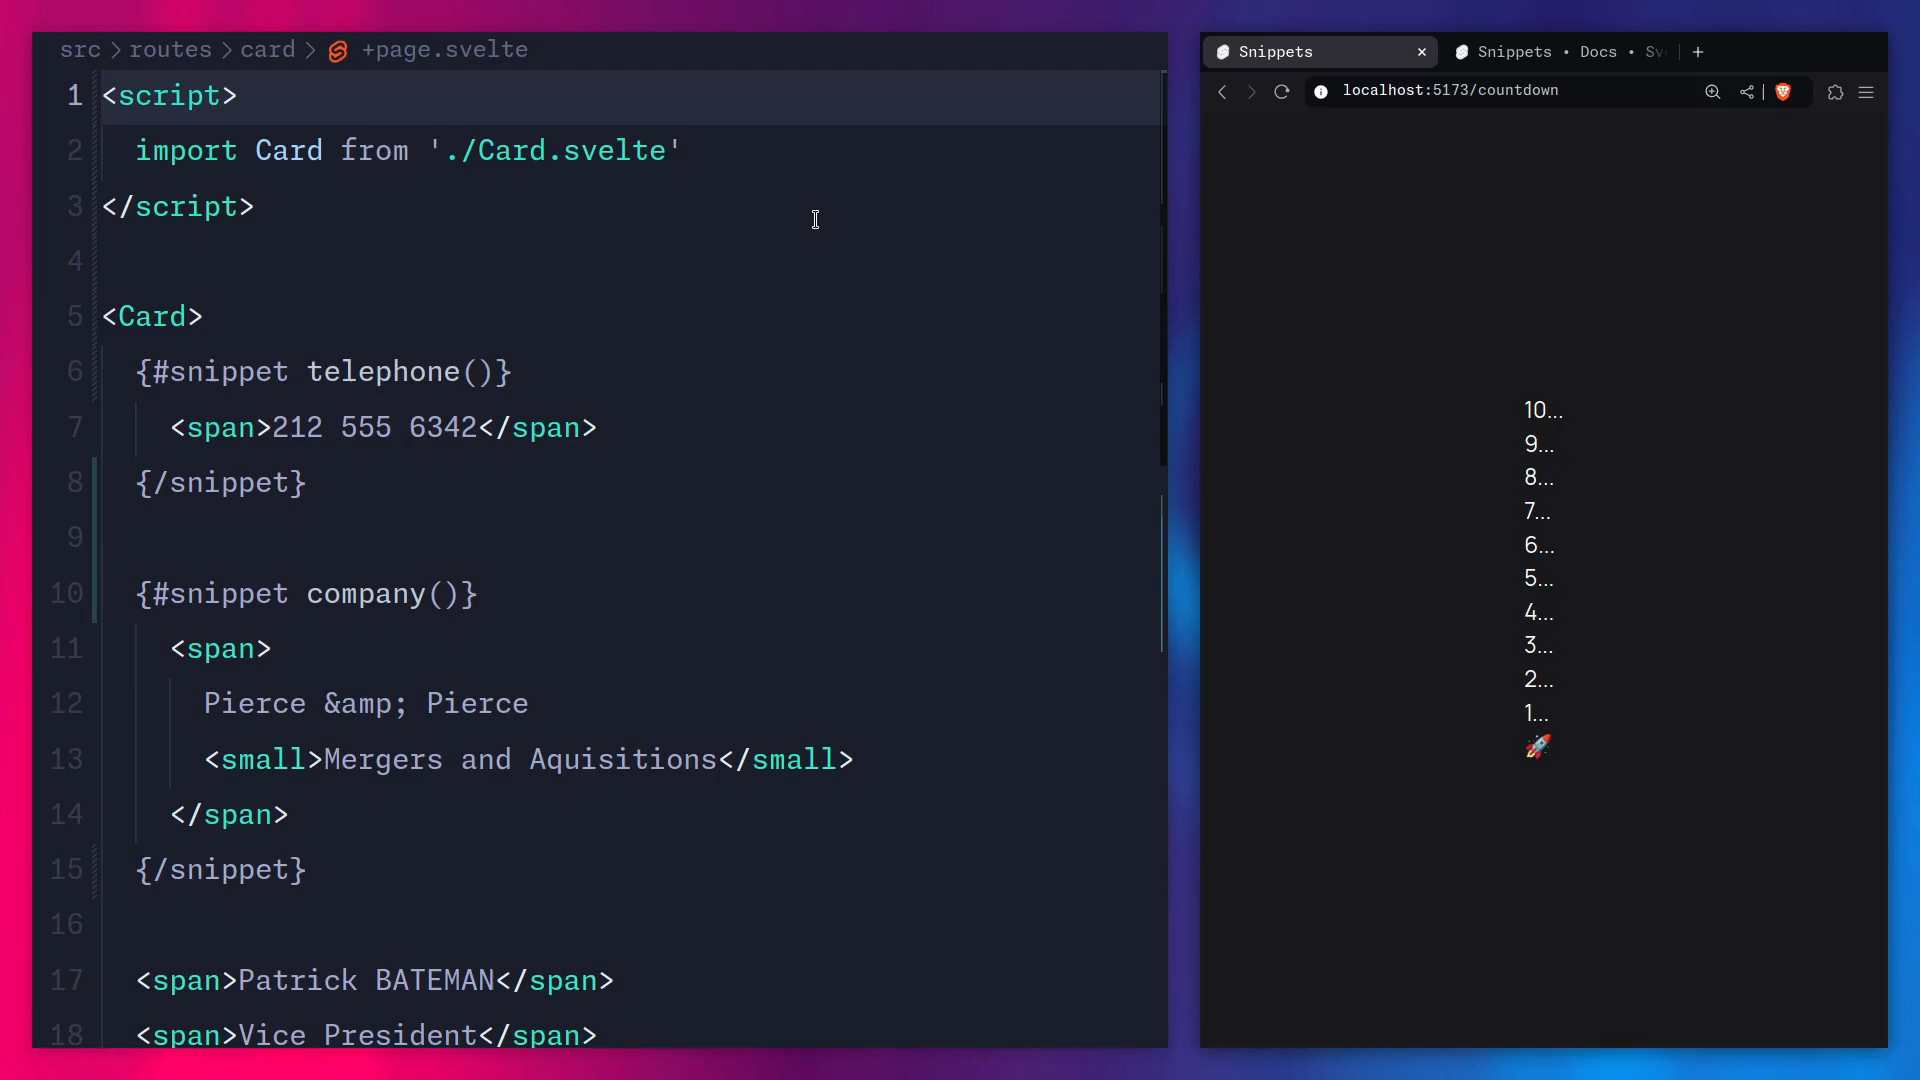 src > routes > card > +page.svelte
1 <script>
2 import Card from './Card.svelte'
3 </script>
4
5 <Card>
6 {#snippet telephone()}
7 <span>212 555 6342</span>
8 {/snippet}
9
10 {#snippet company()}
11 <span>
12 Pierce &amp; Pierce
13 <small>Mergers and Aquisitions</small>
14 </span>
15 {/snippet}
16
17 <span>Patrick BATEMAN</span>
18 <span>Vice President</span>
Snippets
Snippets • Docs • Sv
localhost:5173/countdown
10...
9...
8...
7...
6...
5...
4...
3...
2...
1...
🚀